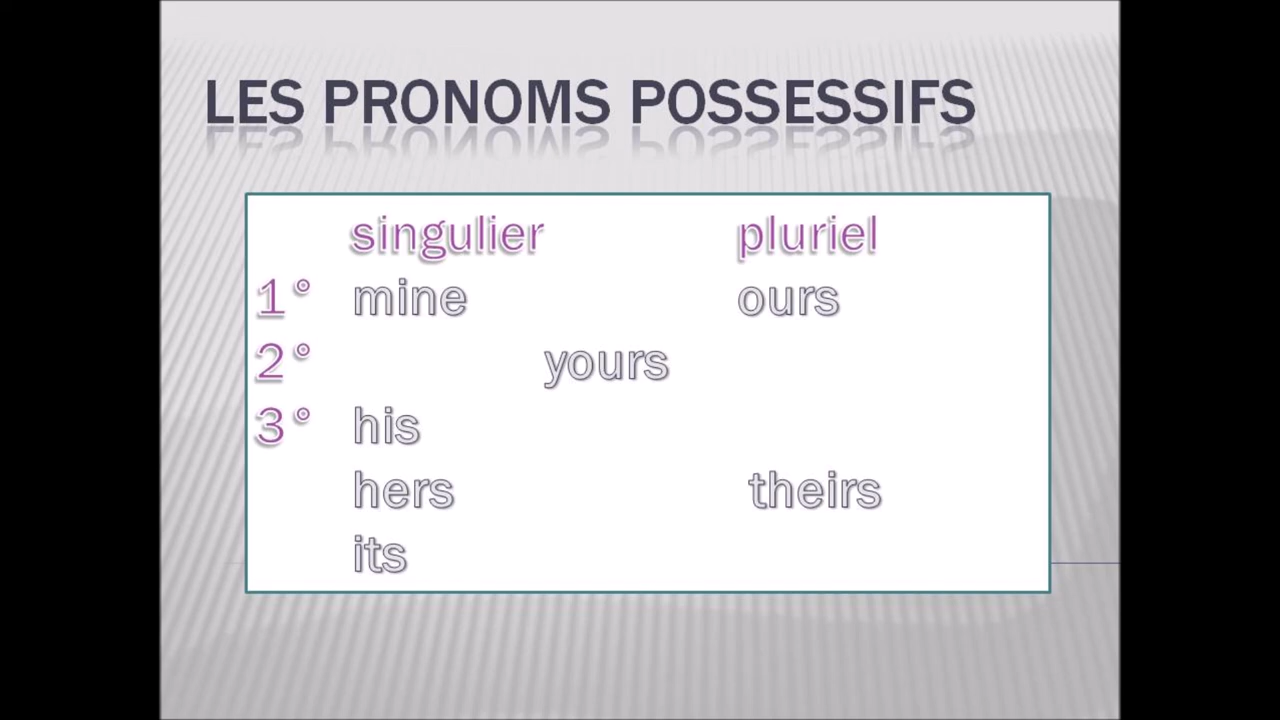 LES PRONOMS POSSESSIFS
singulier pluriel
1° mine ours
2° yours
3° his
hers theirs
its